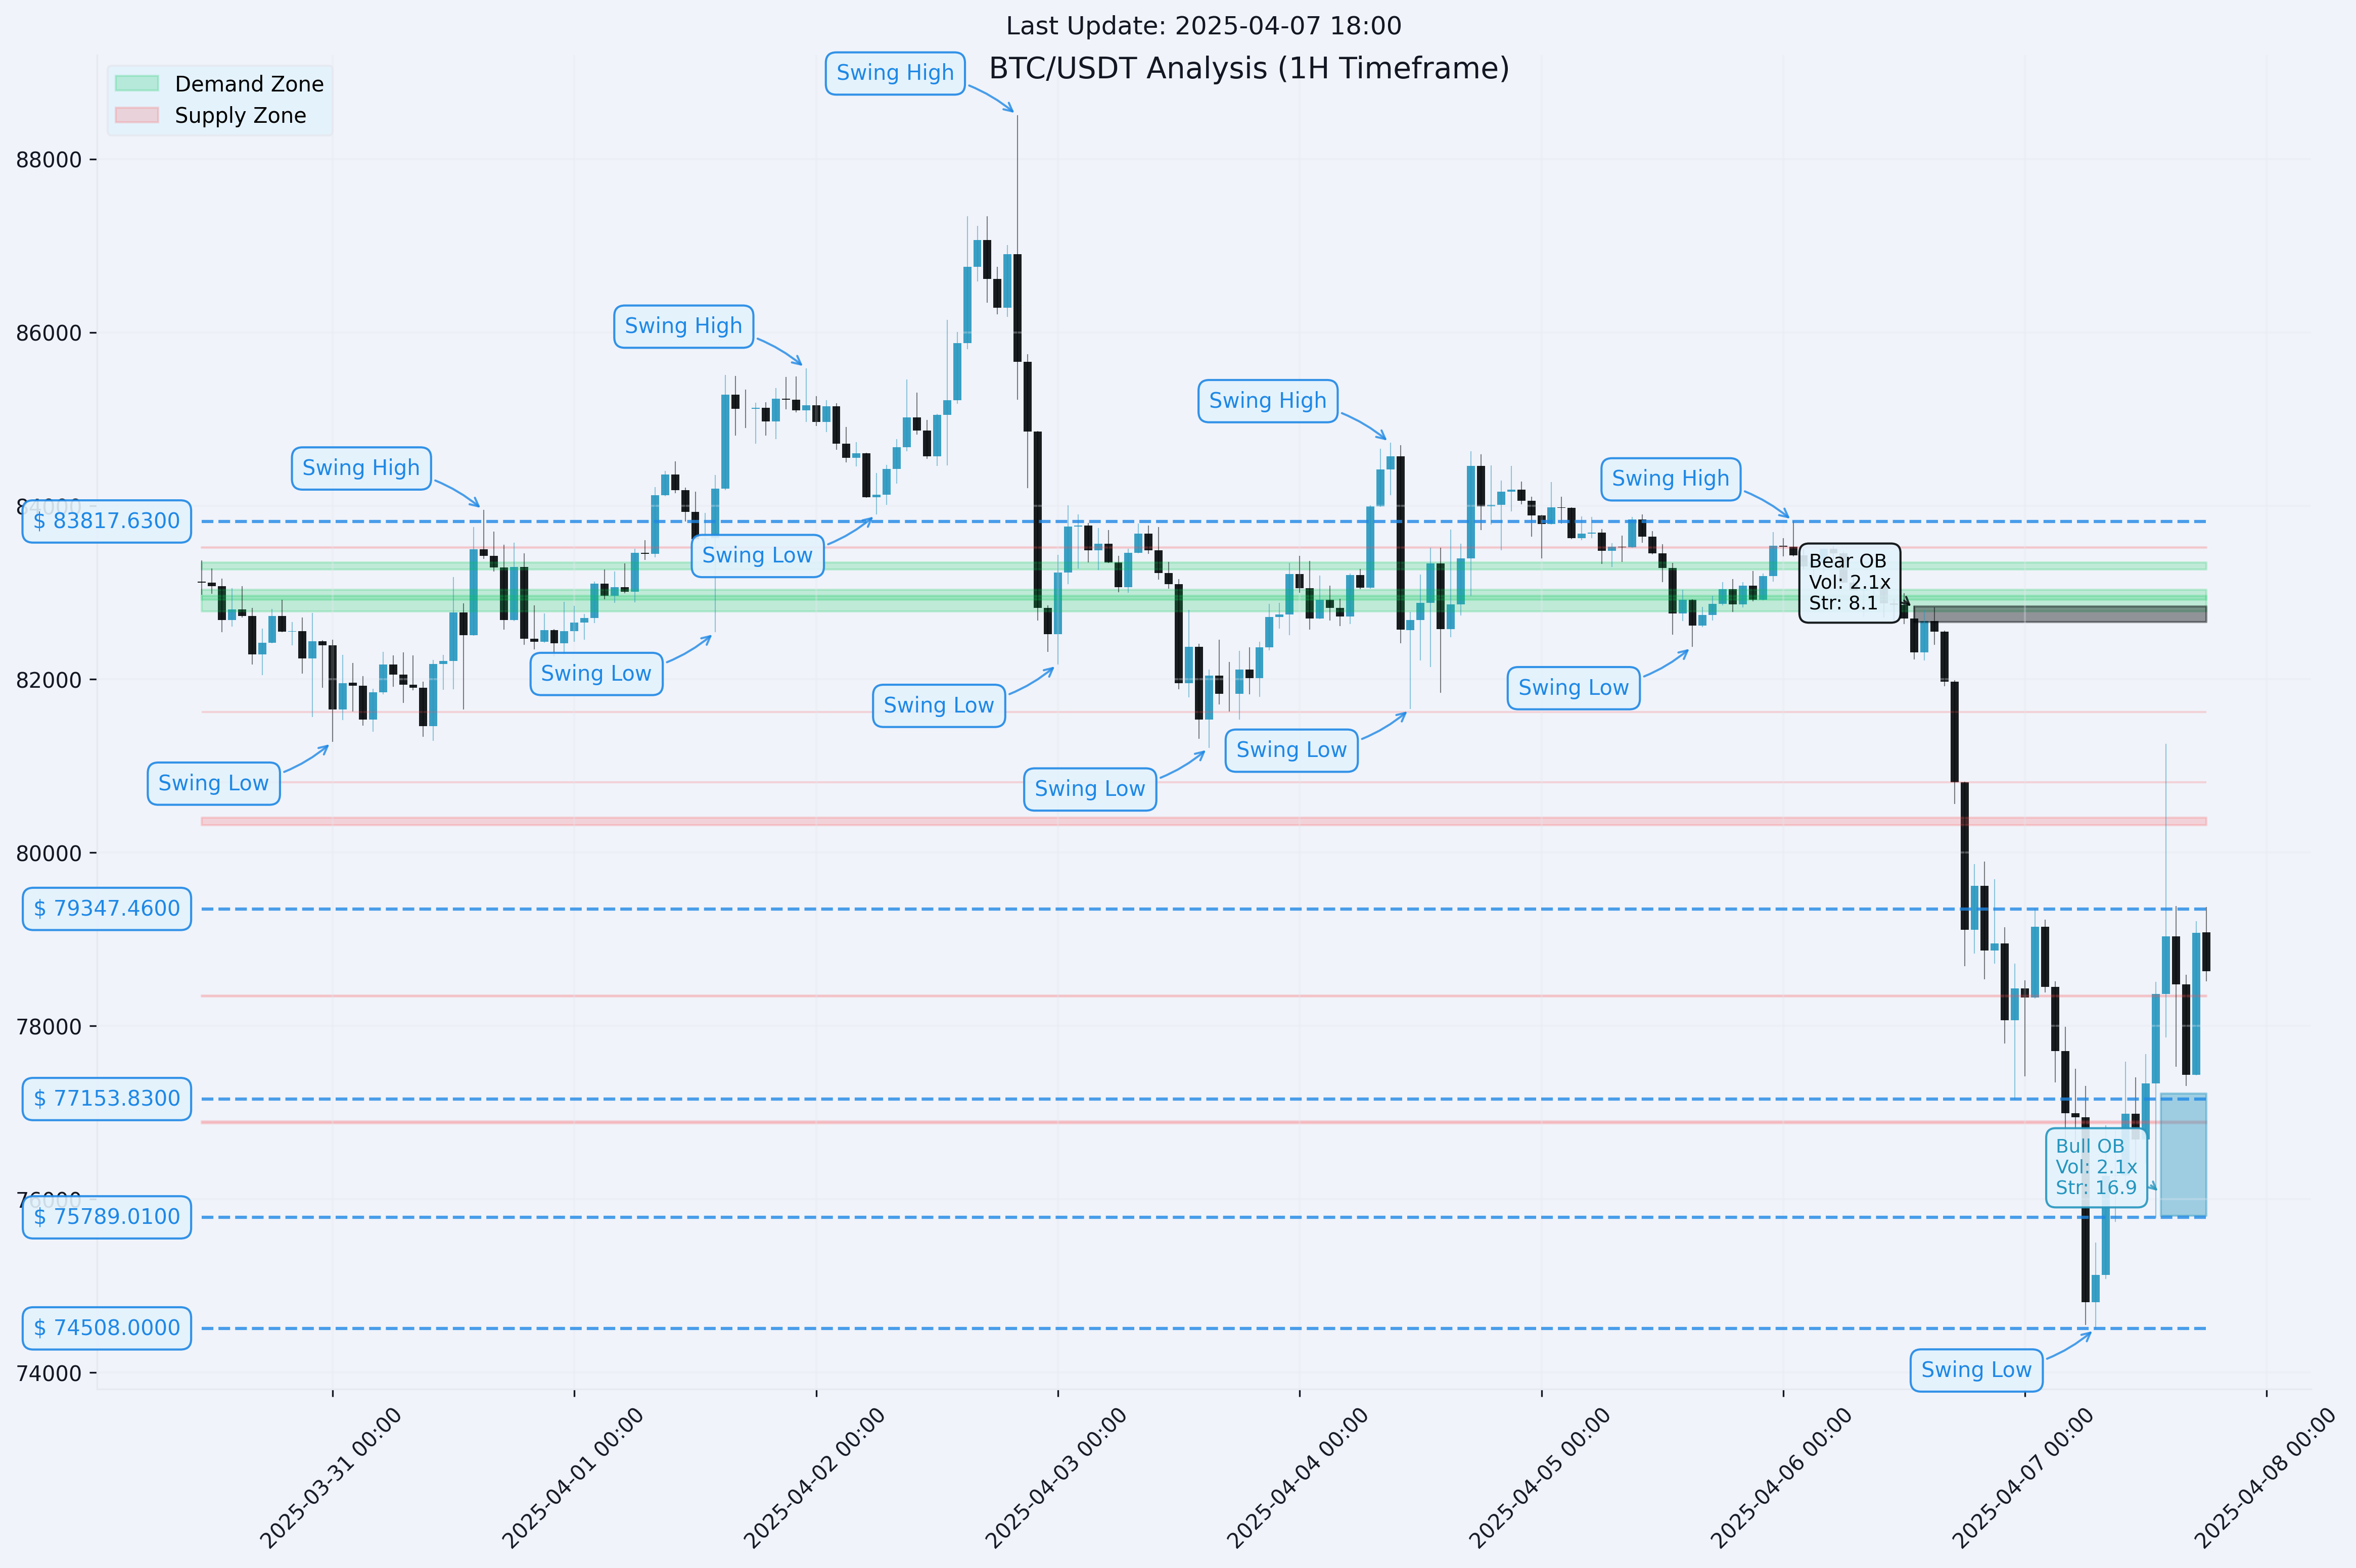 Last Update: 2025-04-07 18:00
BTC/USDT Analysis (1H Timeframe)
Demand Zone
Supply Zone
88000
86000
84000
82000
80000
78000
76000
74000
$ 83817.6300
$ 79347.4600
$ 77153.8300
$ 75789.0100
$ 74508.0000
Swing High
Swing High
Swing High
Swing High
Swing High
Swing Low
Swing Low
Swing Low
Swing Low
Swing Low
Swing Low
Swing Low
Swing Low
Bear OB
Vol: 2.1x
Str: 8.1
Bull OB
Vol: 2.1x
Str: 16.9
2025-03-31 00:00
2025-04-01 00:00
2025-04-02 00:00
2025-04-03 00:00
2025-04-04 00:00
2025-04-05 00:00
2025-04-06 00:00
2025-04-07 00:00
2025-04-08 00:00